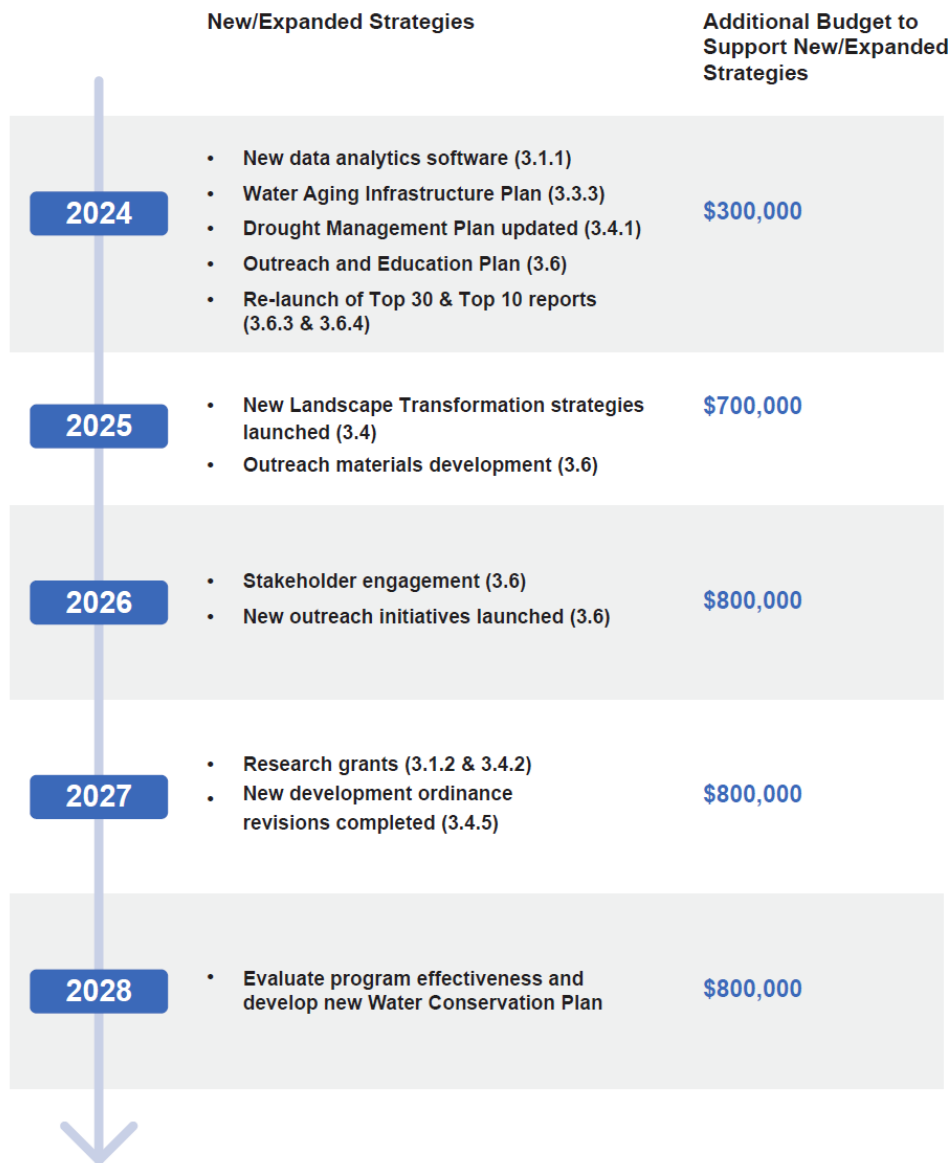 New/Expanded Strategies
Additional Budget to
Support New/Expanded
Strategies
2024
• New data analytics software (3.1.1)
• Water Aging Infrastructure Plan (3.3.3)
• Drought Management Plan updated (3.4.1)
• Outreach and Education Plan (3.6)
• Re-launch of Top 30 & Top 10 reports
(3.6.3 & 3.6.4)
$300,000
2025
• New Landscape Transformation strategies
launched (3.4)
• Outreach materials development (3.6)
$700,000
2026
• Stakeholder engagement (3.6)
• New outreach initiatives launched (3.6)
$800,000
2027
• Research grants (3.1.2 & 3.4.2)
• New development ordinance
revisions completed (3.4.5)
$800,000
2028
• Evaluate program effectiveness and
develop new Water Conservation Plan
$800,000